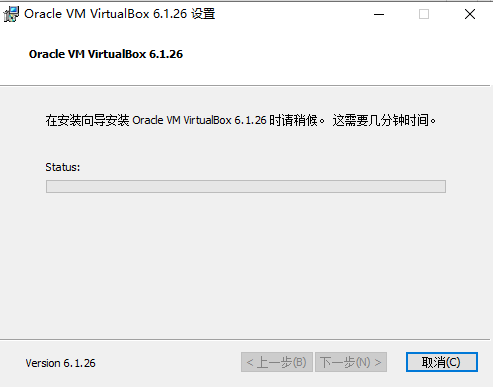 Oracle VM VirtualBox 6.1.26 设置
Oracle VM VirtualBox 6.1.26
在安装向导安装 Oracle VM VirtualBox 6.1.26 时请稍候。 这需要几分钟时间。
Status:
Version 6.1.26
< 上一步(B)
下一步(N) >
取消(C)